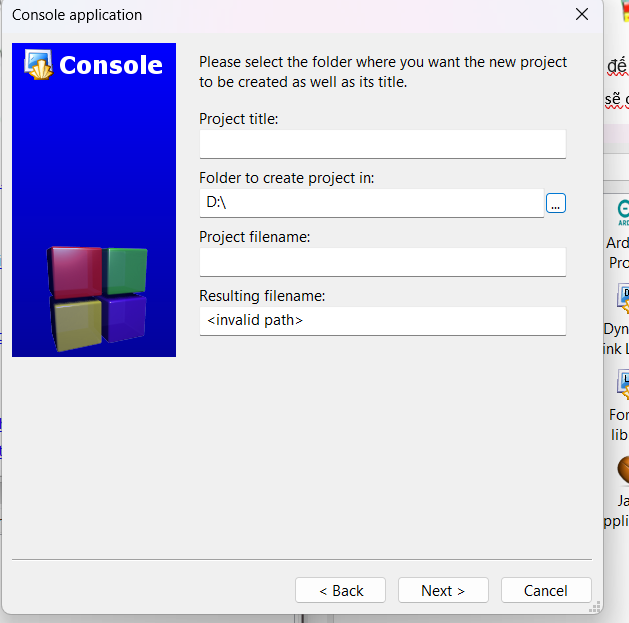 Console application
Console
Please select the folder where you want the new project
to be created as well as its title.
Project title:
Folder to create project in:
D:\
...
Project filename:
Resulting filename:
<invalid path>
< Back
Next >
Cancel
đế
sẽ
Ard
Pro
Dyn
ink L
For
lib
Ja
ppli